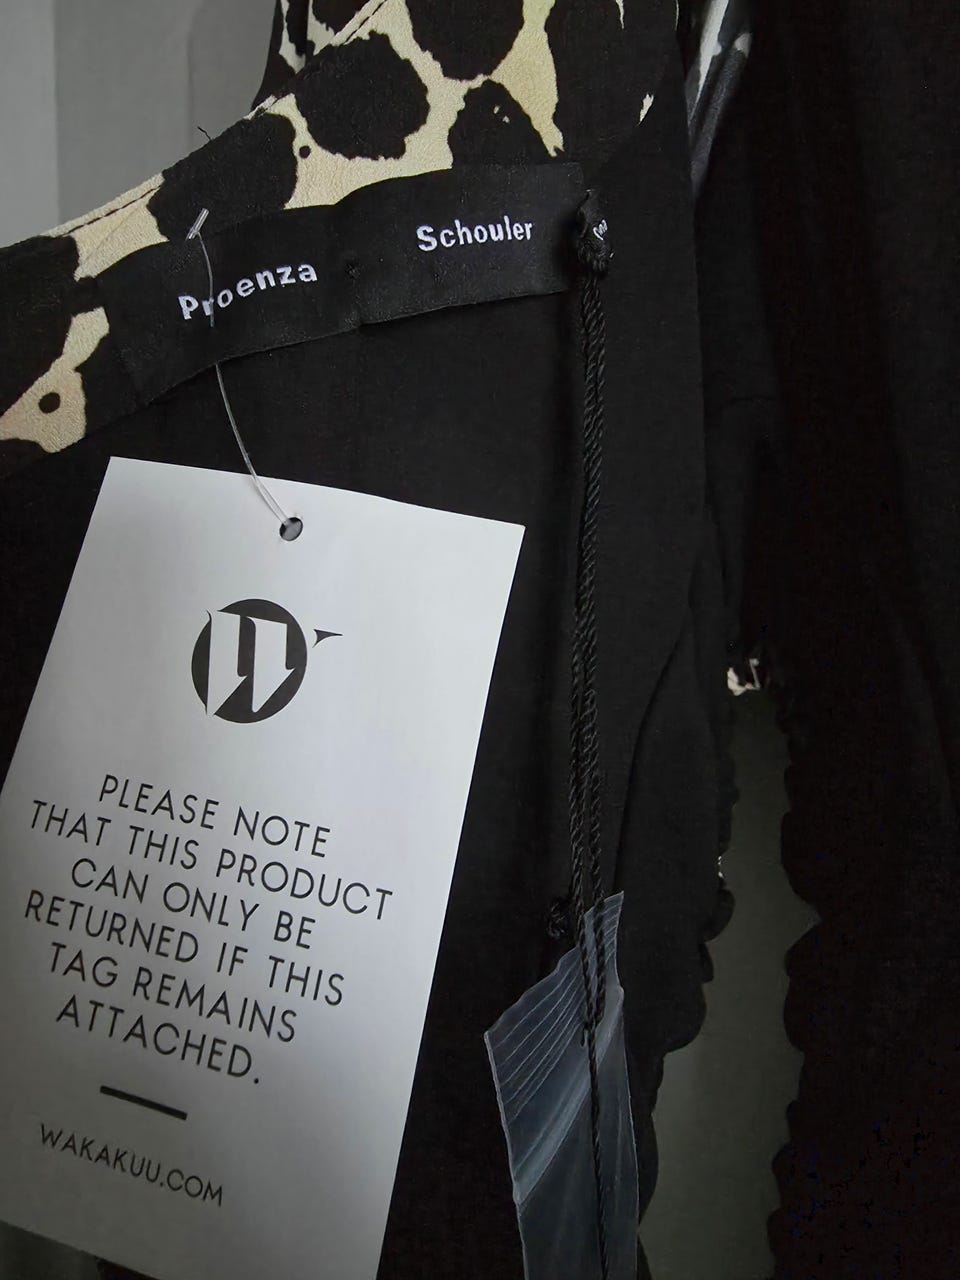 Proenza Schouler
PLEASE NOTE
THAT THIS PRODUCT
CAN ONLY BE
RETURNED IF THIS
TAG REMAINS
ATTACHED.
WAKAKUU.COM